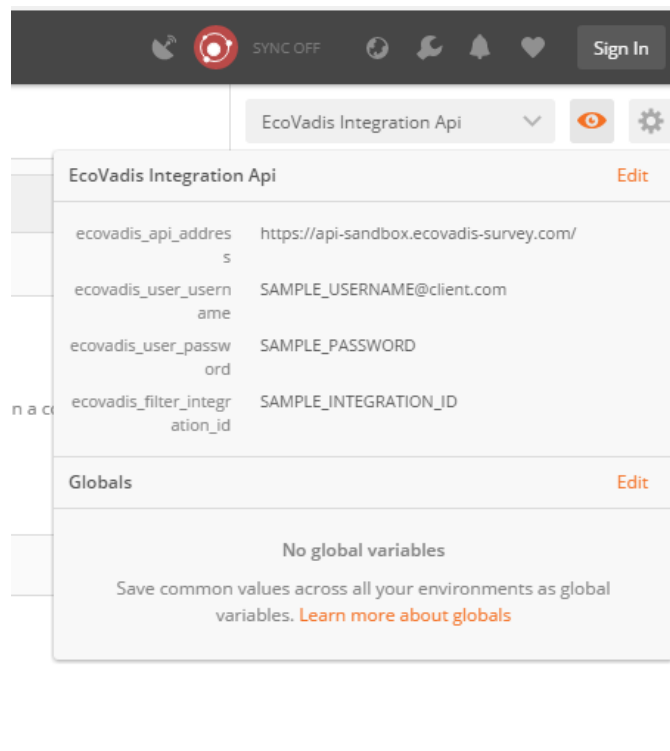 SYNC OFF
Sign In
EcoVadis Integration Api
EcoVadis Integration Api
Edit
ecovadis_api_addres
s
https://api-sandbox.ecovadis-survey.com/
ecovadis_user_usern
ame
SAMPLE_USERNAME@client.com
ecovadis_user_passw
ord
SAMPLE_PASSWORD
n a c
ecovadis_filter_integr
ation_id
SAMPLE_INTEGRATION_ID
Globals
Edit
No global variables
Save common values across all your environments as global
variables. Learn more about globals